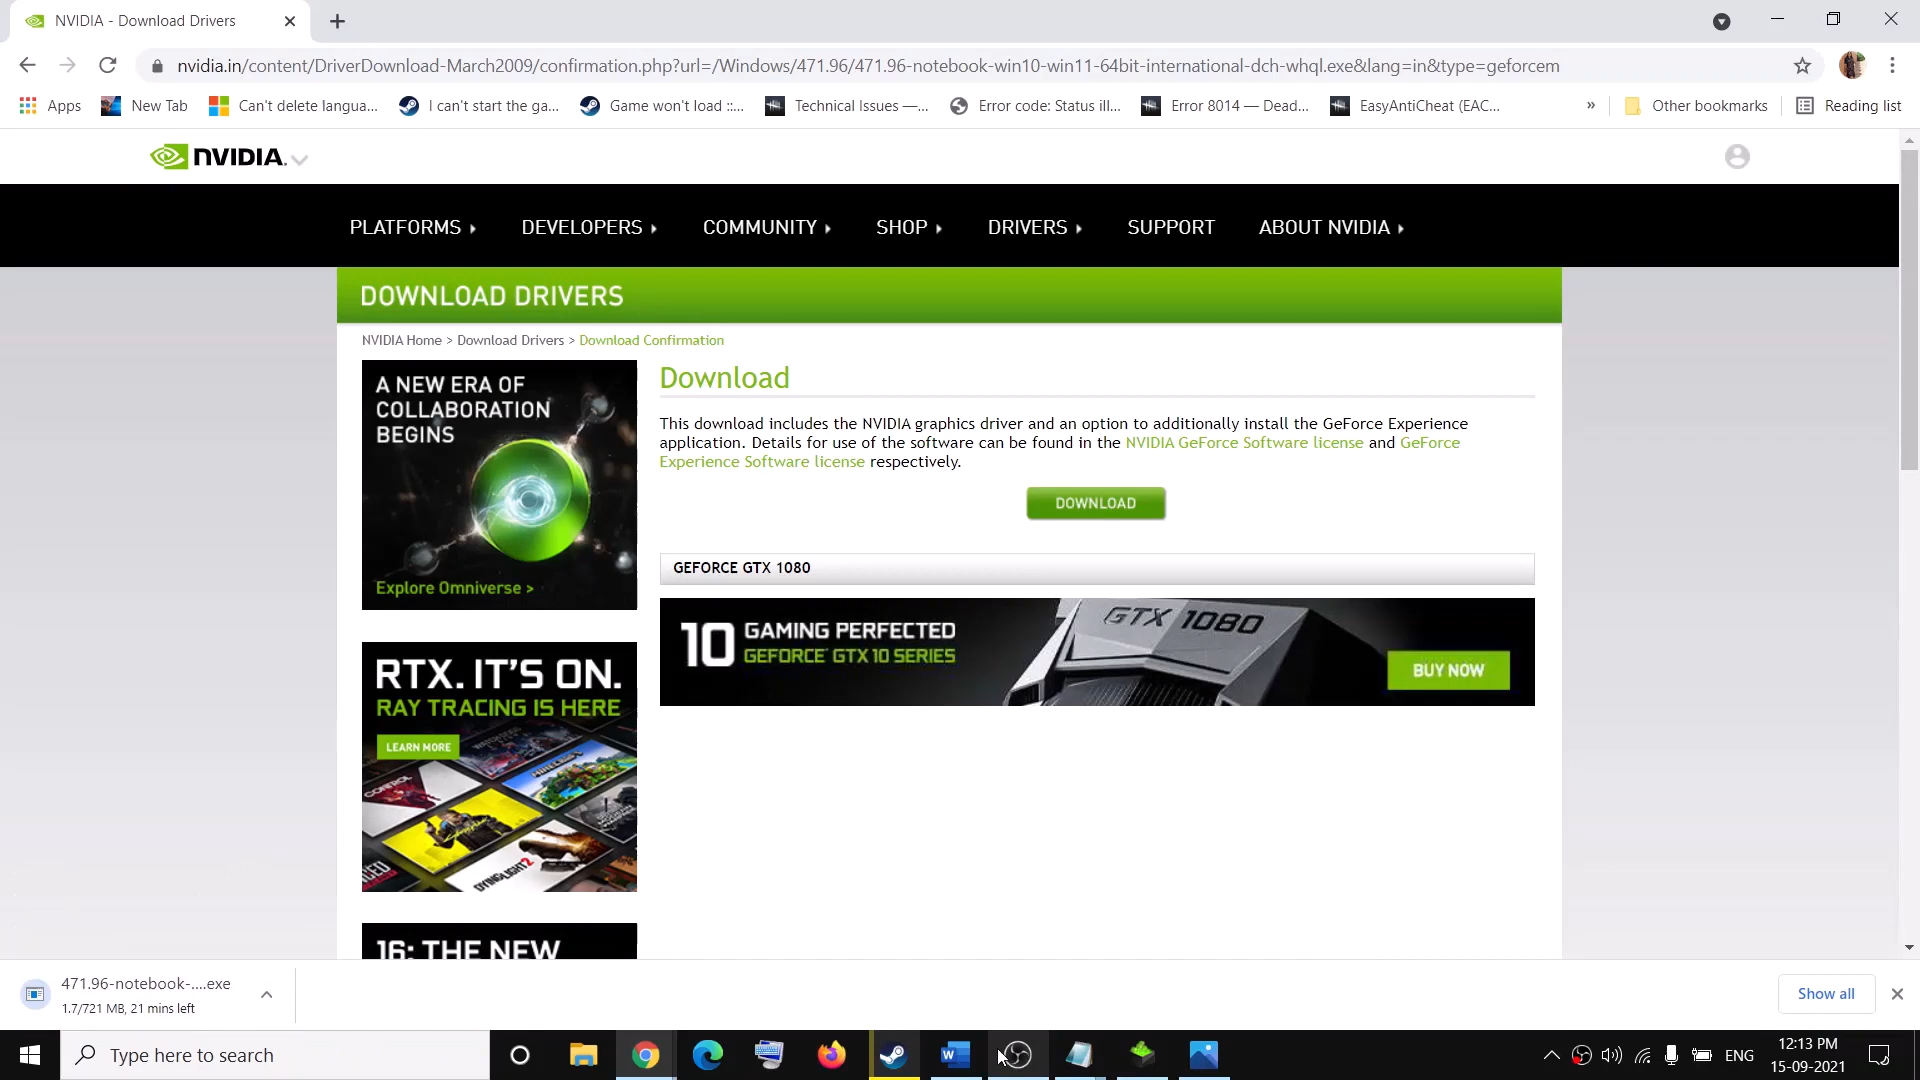 NVIDIA - Download Drivers
nvidia.in/content/DriverDownload-March2009/confirmation.php?url=/Windows/471.96/471.96-notebook-win10-win11-64bit-international-dch-whql.exe&lang=in&type=geforcem
Apps New Tab Can't delete langua... I can't start the ga... Game won't load ::... Technical Issues —... Error code: Status ill... Error 8014 — Dead... EasyAntiCheat (EAC... » Other bookmarks Reading list
NVIDIA.
PLATFORMS DEVELOPERS COMMUNITY SHOP DRIVERS SUPPORT ABOUT NVIDIA
DOWNLOAD DRIVERS
NVIDIA Home > Download Drivers > Download Confirmation
A NEW ERA OF
COLLABORATION
BEGINS
Explore Omniverse >
Download
This download includes the NVIDIA graphics driver and an option to additionally install the GeForce Experience
application. Details for use of the software can be found in the NVIDIA GeForce Software license and GeForce
Experience Software license respectively.
DOWNLOAD
GEFORCE GTX 1080
10 GAMING PERFECTED
GEFORCE GTX 10 SERIES
GTX 1080
BUY NOW
RTX. IT'S ON.
RAY TRACING IS HERE
LEARN MORE
CONTROL
MINECRAFT
DYING LIGHT 2
16: THE NEW
471.96-notebook-....exe
1.7/721 MB, 21 mins left
Show all
Type here to search
ENG
12:13 PM
15-09-2021